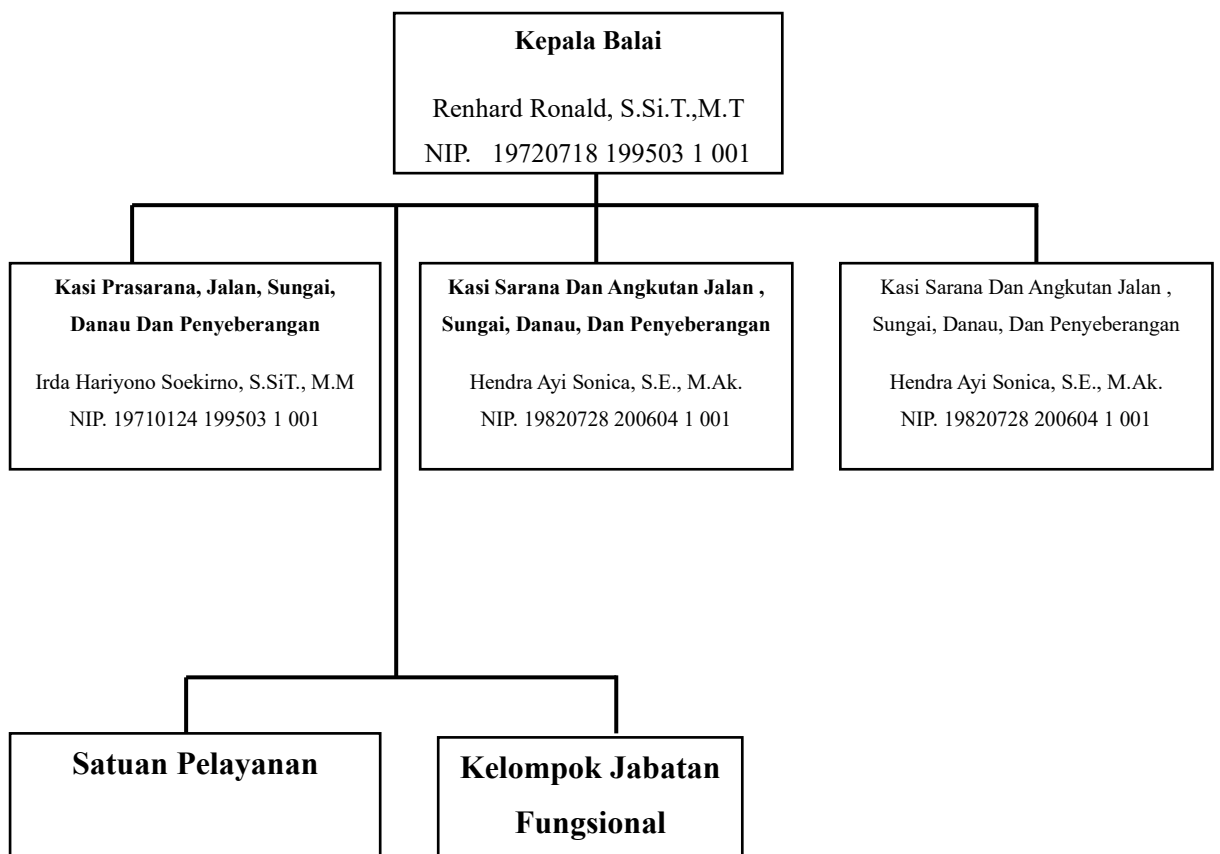 Kepala Balai
Renhard Ronald, S.Si.T.,M.T
NIP. 19720718 199503 1 001
Kasi Prasarana, Jalan, Sungai,
Danau Dan Penyeberangan
Irda Hariyono Soekirno, S.SiT., M.M
NIP. 19710124 199503 1 001
Kasi Sarana Dan Angkutan Jalan ,
Sungai, Danau, Dan Penyeberangan
Hendra Ayi Sonica, S.E., M.Ak.
NIP. 19820728 200604 1 001
Kasi Sarana Dan Angkutan Jalan ,
Sungai, Danau, Dan Penyeberangan
Hendra Ayi Sonica, S.E., M.Ak.
NIP. 19820728 200604 1 001
Satuan Pelayanan
Kelompok Jabatan
Fungsional